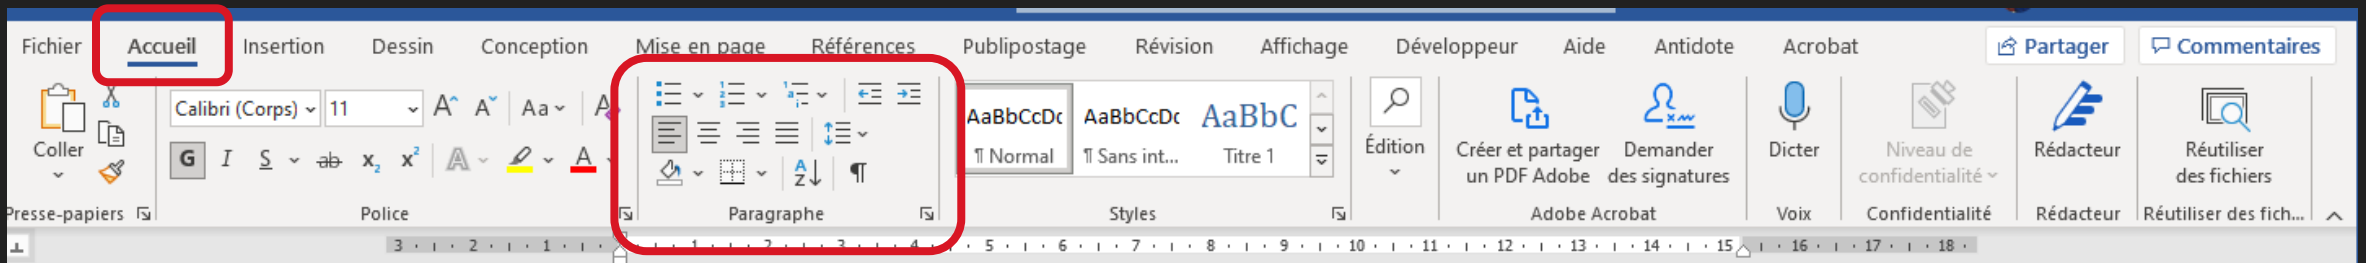 Fichier Accueil Insertion Dessin Conception Mise en page Références Publipostage Révision Affichage Développeur Aide Antidote Acrobat Partager Commentaires
Calibri (Corps) 11 A A Aa A
AaBbCcDc AaBbCcDc AaBbC
Coller
G I S ab x₂ x² A A
A Z ¶
¶ Normal ¶ Sans int... Titre 1
Édition
Créer et partager
un PDF Adobe
Demander
des signatures
Dicter
Niveau de
confidentialité
Rédacteur
Réutiliser
des fichiers
Presse-papiers Police Paragraphe Styles Adobe Acrobat Voix Confidentialité Rédacteur Réutiliser des fich...
3 2 1 1 2 3 4 5 6 7 8 9 10 11 12 13 14 15 16 17 18